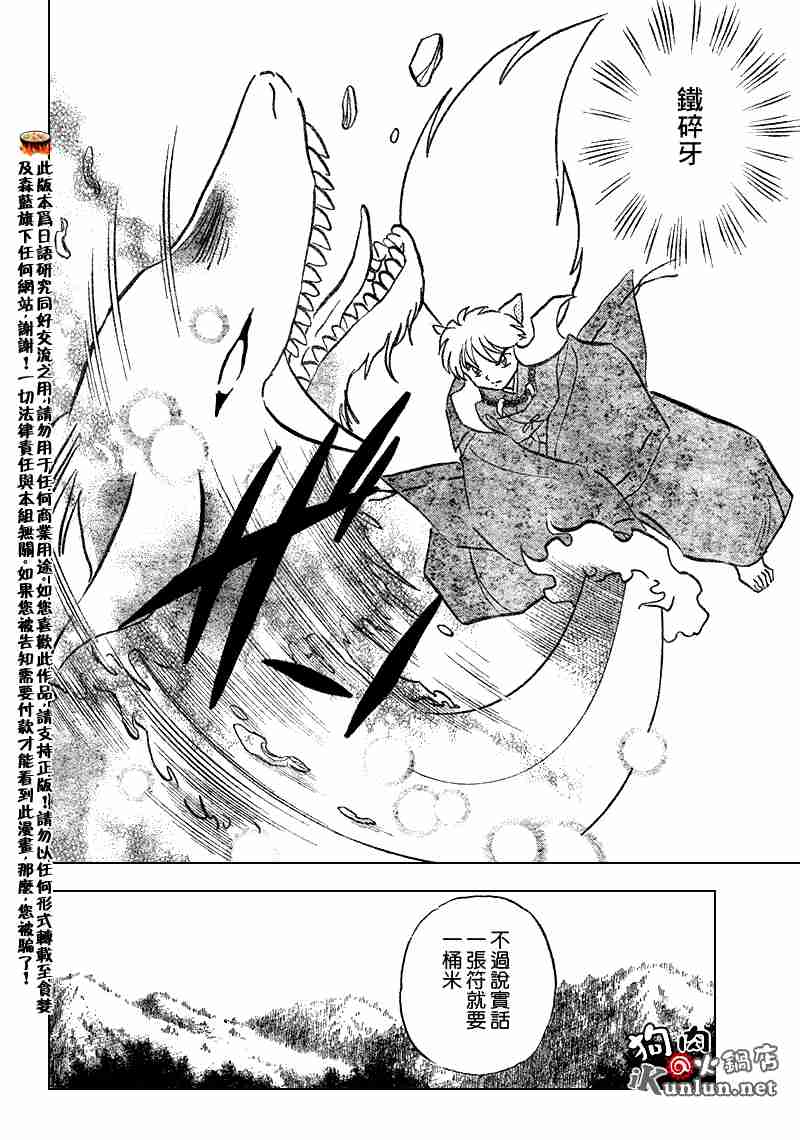 鐵碎牙
ザ
シ
此版本爲日語研究同好交流之用,請勿用于任何商業用途。如您喜歡此作品,請支持正版!請勿以任何形式轉載至貪婪
及森藍旗下任何網站,謝謝!一切法律責任與本組無關。如果您被告知需要付款才能看到此漫畫,那麼,您被騙了!
不過說實話
一張符就要
一桶米
狗肉
火鍋店
iKunlun.net